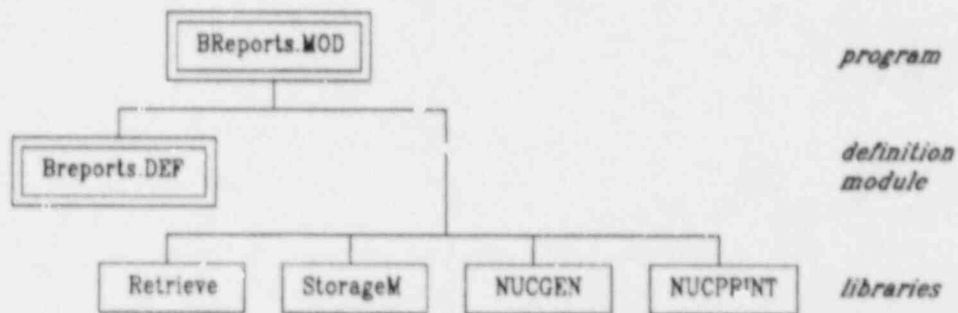 BReports.MOD
program
Breports.DEF
definition
module
Retrieve
StorageM
NUCGEN
libraries